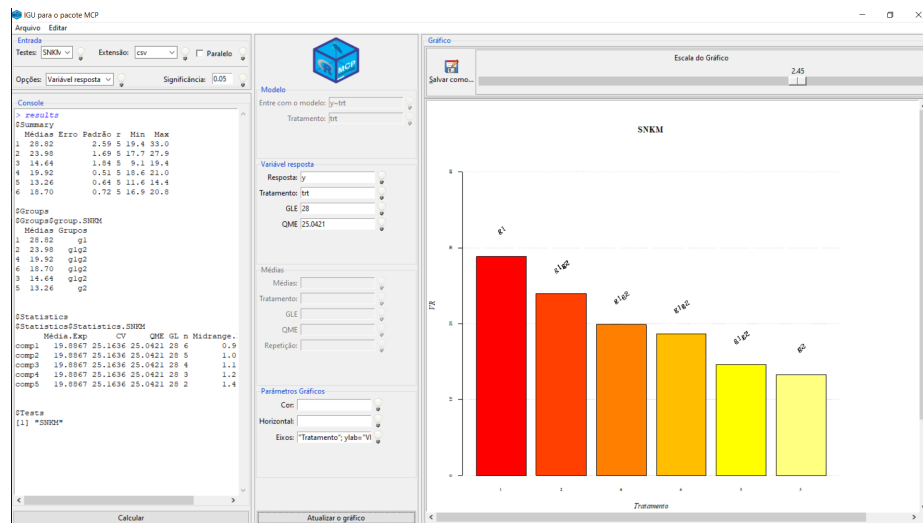 IGU para o pacote MCP
Arquivo Editar
Entrada
Testes: SNKM Extensão: csv Paralelo
Opções: Variável resposta Significância: 0.05
Console
> results
$Summary
Médias Erro Padrão r Min Max
1 28.82 2.59 5 19.4 33.0
2 23.98 1.69 5 17.7 27.9
3 14.64 1.84 5 9.1 19.4
4 19.92 0.51 5 18.6 21.0
5 13.26 0.64 5 11.6 14.4
6 18.70 0.72 5 16.9 20.8
$Groups
$Groups$group.SNKM
Médias Grupos
1 28.82 g1
2 23.98 g1g2
4 19.92 g1g2
6 18.70 g1g2
3 14.64 g1g2
5 13.26 g2
$Statistics
$Statistics$Statistics.SNKM
Média.Exp CV QME GL n Midrange.
comp1 19.8867 25.1636 25.0421 28 6 0.9
comp2 19.8867 25.1636 25.0421 28 5 1.0
comp3 19.8867 25.1636 25.0421 28 4 1.1
comp4 19.8867 25.1636 25.0421 28 3 1.2
comp5 19.8867 25.1636 25.0421 28 2 1.4
$Tests
[1] "SNKM"
Calcular
R MCP
Modelo
Entre com o modelo: y~trt
Tratamento: trt
Variável resposta
Resposta: y
Tratamento: trt
GLE 28
QME 25.0421
Médias
Médias:
Tratamento:
GLE
QME
Repetição:
Parâmetros Gráficos
Cor:
Horizontal:
Eixos: "Tratamento"; ylab="VI
Atualizar o gráfico
Gráfico
Salvar como...
Escala do Gráfico
2.45
SNKM
g1
g1g2
g1g2
g1g2
g1g2
g2
VR
Tratamento